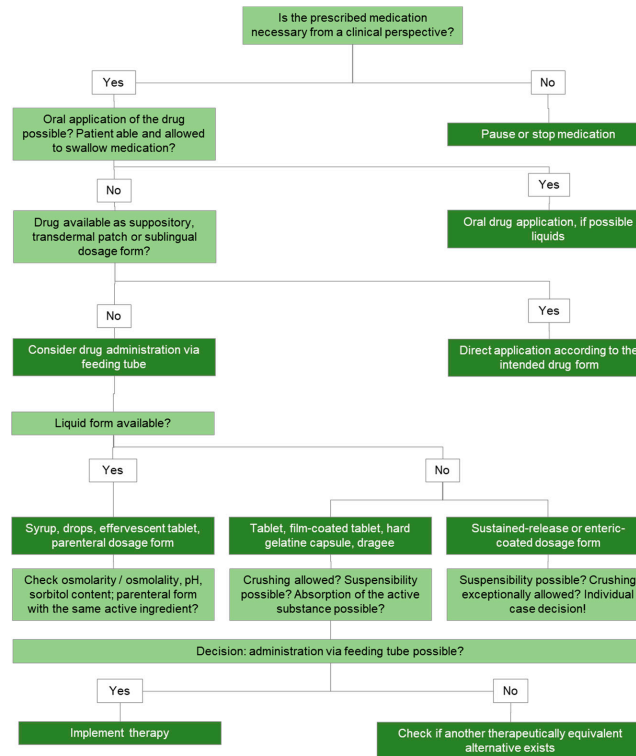 Is the prescribed medication
necessary from a clinical perspective?
Yes
No
Oral application of the drug
possible? Patient able and allowed
to swallow medication?
Pause or stop medication
No
Yes
Drug available as suppository,
transdermal patch or sublingual
dosage form?
Oral drug application, if possible
liquids
No
Yes
Consider drug administration via
feeding tube
Direct application according to the
intended drug form
Liquid form available?
Yes
No
Syrup, drops, effervescent tablet,
parenteral dosage form
Tablet, film-coated tablet, hard
gelatine capsule, dragee
Sustained-release or enteric-
coated dosage form
Check osmolarity / osmolality, pH,
sorbitol content; parenteral form
with the same active ingredient?
Crushing allowed? Suspensibility
possible? Absorption of the active
substance possible?
Suspensibility possible? Crushing
exceptionally allowed? Individual
case decision!
Decision: administration via feeding tube possible?
Yes
No
Implement therapy
Check if another therapeutically equivalent
alternative exists